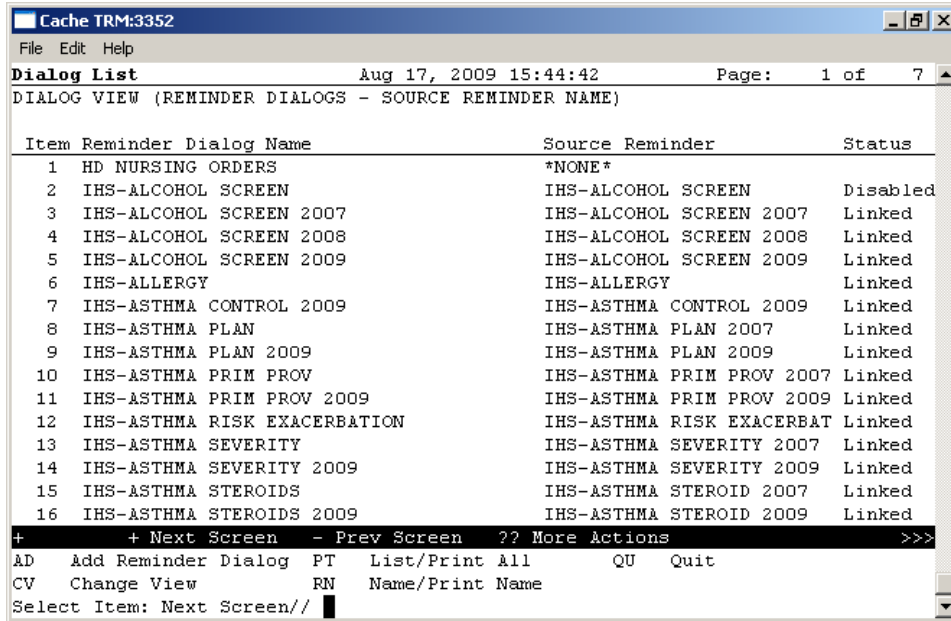 Cache TRM:3352
File Edit Help
Dialog List Aug 17, 2009 15:44:42 Page: 1 of 7
DIALOG VIEW (REMINDER DIALOGS - SOURCE REMINDER NAME)
Item Reminder Dialog Name Source Reminder Status
1 HD NURSING ORDERS *NONE*
2 IHS-ALCOHOL SCREEN IHS-ALCOHOL SCREEN Disabled
3 IHS-ALCOHOL SCREEN 2007 IHS-ALCOHOL SCREEN 2007 Linked
4 IHS-ALCOHOL SCREEN 2008 IHS-ALCOHOL SCREEN 2008 Linked
5 IHS-ALCOHOL SCREEN 2009 IHS-ALCOHOL SCREEN 2009 Linked
6 IHS-ALLERGY IHS-ALLERGY Linked
7 IHS-ASTHMA CONTROL 2009 IHS-ASTHMA CONTROL 2009 Linked
8 IHS-ASTHMA PLAN IHS-ASTHMA PLAN 2007 Linked
9 IHS-ASTHMA PLAN 2009 IHS-ASTHMA PLAN 2009 Linked
10 IHS-ASTHMA PRIM PROV IHS-ASTHMA PRIM PROV 2007 Linked
11 IHS-ASTHMA PRIM PROV 2009 IHS-ASTHMA PRIM PROV 2009 Linked
12 IHS-ASTHMA RISK EXACERBATION IHS-ASTHMA RISK EXACERBAT Linked
13 IHS-ASTHMA SEVERITY IHS-ASTHMA SEVERITY 2007 Linked
14 IHS-ASTHMA SEVERITY 2009 IHS-ASTHMA SEVERITY 2009 Linked
15 IHS-ASTHMA STEROIDS IHS-ASTHMA STEROID 2007 Linked
16 IHS-ASTHMA STEROIDS 2009 IHS-ASTHMA STEROID 2009 Linked
+ + Next Screen - Prev Screen ?? More Actions >>>
AD Add Reminder Dialog PT List/Print All QU Quit
CV Change View RN Name/Print Name
Select Item: Next Screen//